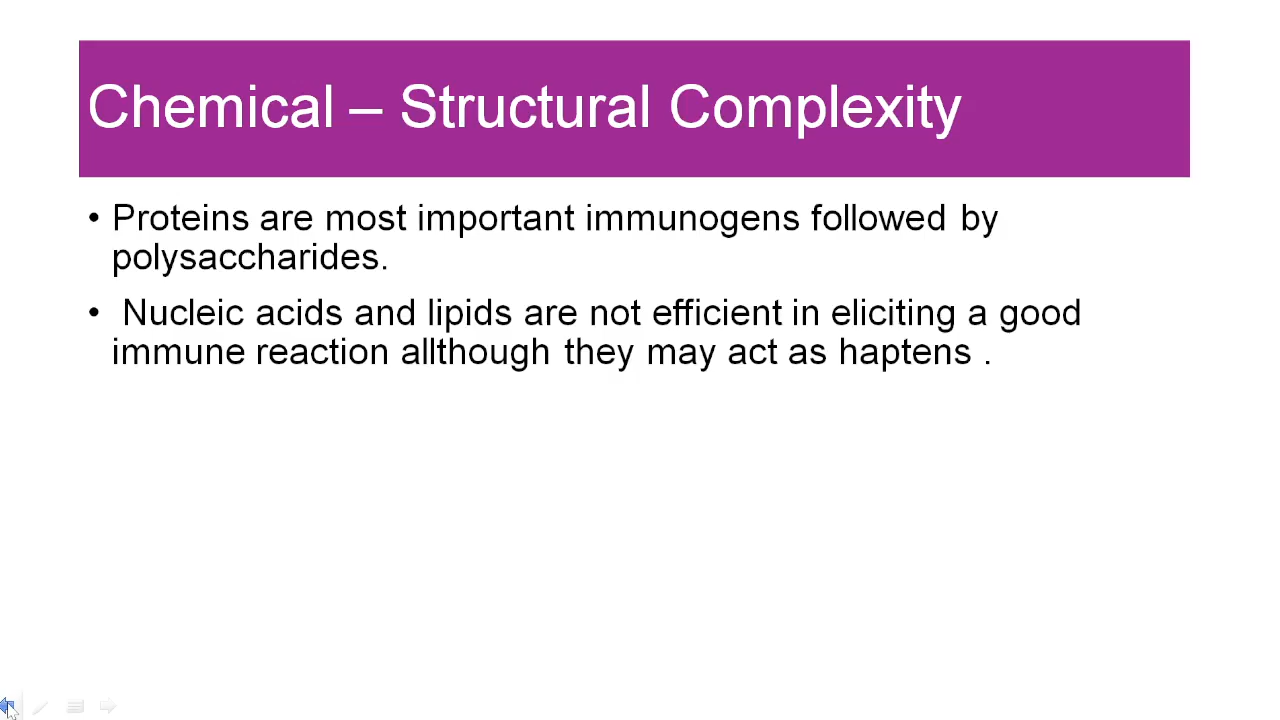 Chemical – Structural Complexity
• Proteins are most important immunogens followed by
polysaccharides.
• Nucleic acids and lipids are not efficient in eliciting a good
immune reaction allthough they may act as haptens .